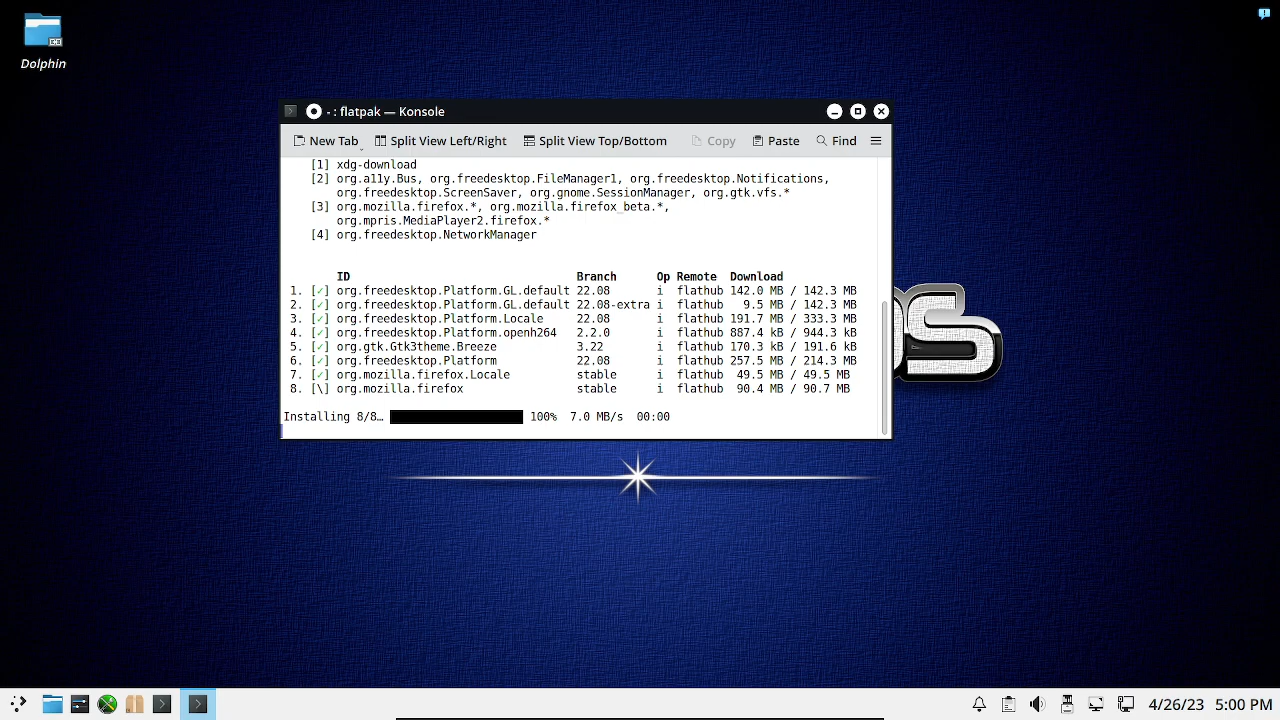 Dolphin
- : flatpak — Konsole
New Tab Split View Left/Right Split View Top/Bottom Copy Paste Find
[1] xdg-download
[2] org.a11y.Bus, org.freedesktop.FileManager1, org.freedesktop.Notifications,
org.freedesktop.ScreenSaver, org.gnome.SessionManager, org.gtk.vfs.*
[3] org.mozilla.firefox.*, org.mozilla.firefox_beta.*,
org.mpris.MediaPlayer2.firefox.*
[4] org.freedesktop.NetworkManager
ID Branch Op Remote Download
1. [✓] org.freedesktop.Platform.GL.default 22.08 i flathub 142.0 MB / 142.3 MB
2. [✓] org.freedesktop.Platform.GL.default 22.08-extra i flathub 9.5 MB / 142.3 MB
3. [✓] org.freedesktop.Platform.Locale 22.08 i flathub 191.7 MB / 333.3 MB
4. [✓] org.freedesktop.Platform.openh264 2.2.0 i flathub 887.4 kB / 944.3 kB
5. [✓] org.gtk.Gtk3theme.Breeze 3.22 i flathub 170.3 kB / 191.6 kB
6. [✓] org.freedesktop.Platform 22.08 i flathub 257.5 MB / 214.3 MB
7. [✓] org.mozilla.firefox.Locale stable i flathub 49.5 MB / 49.5 MB
8. [\] org.mozilla.firefox stable i flathub 90.4 MB / 90.7 MB
Installing 8/8… 100% 7.0 MB/s 00:00
4/26/23 5:00 PM